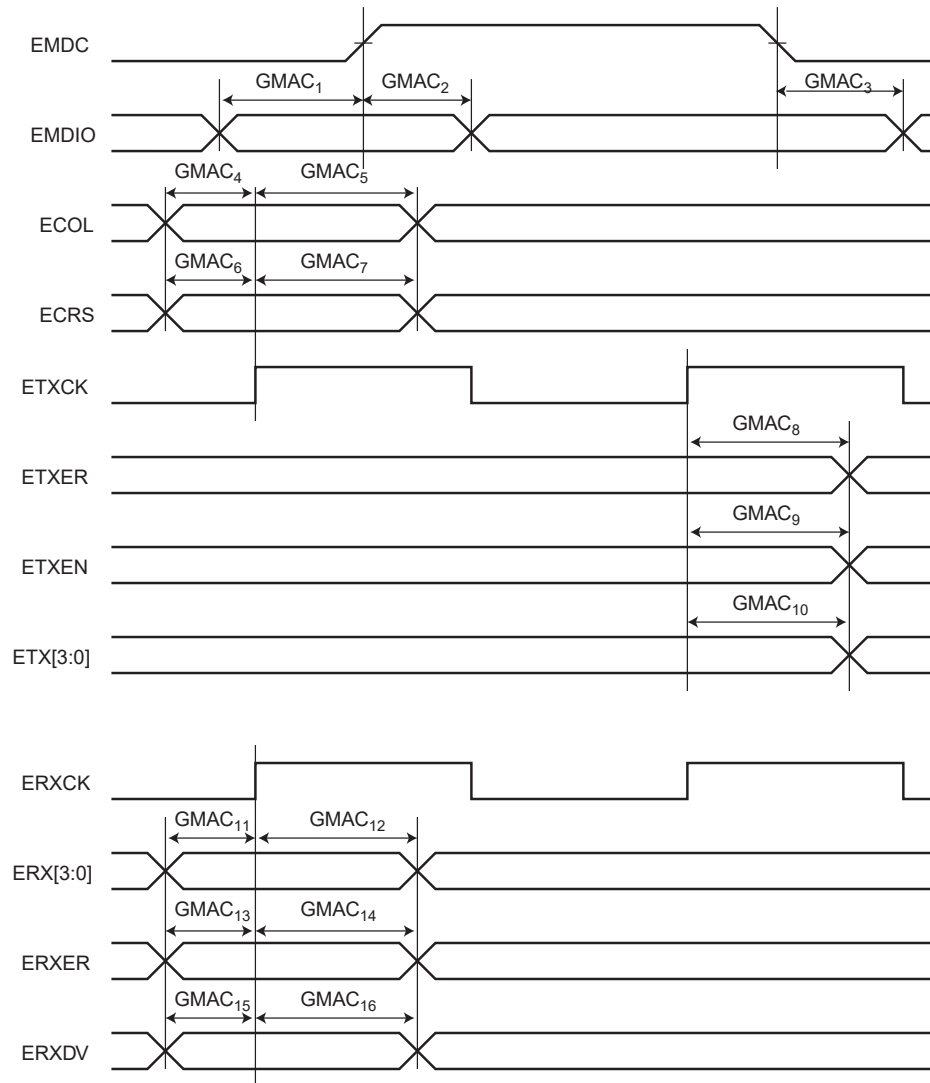 EMDC
GMAC1 GMAC2 GMAC3
EMDIO
GMAC4 GMAC5
ECOL
GMAC6 GMAC7
ECRS
ETXCK
GMAC8
ETXER
GMAC9
ETXEN
GMAC10
ETX[3:0]
ERXCK
GMAC11 GMAC12
ERX[3:0]
GMAC13 GMAC14
ERXER
GMAC15 GMAC16
ERXDV